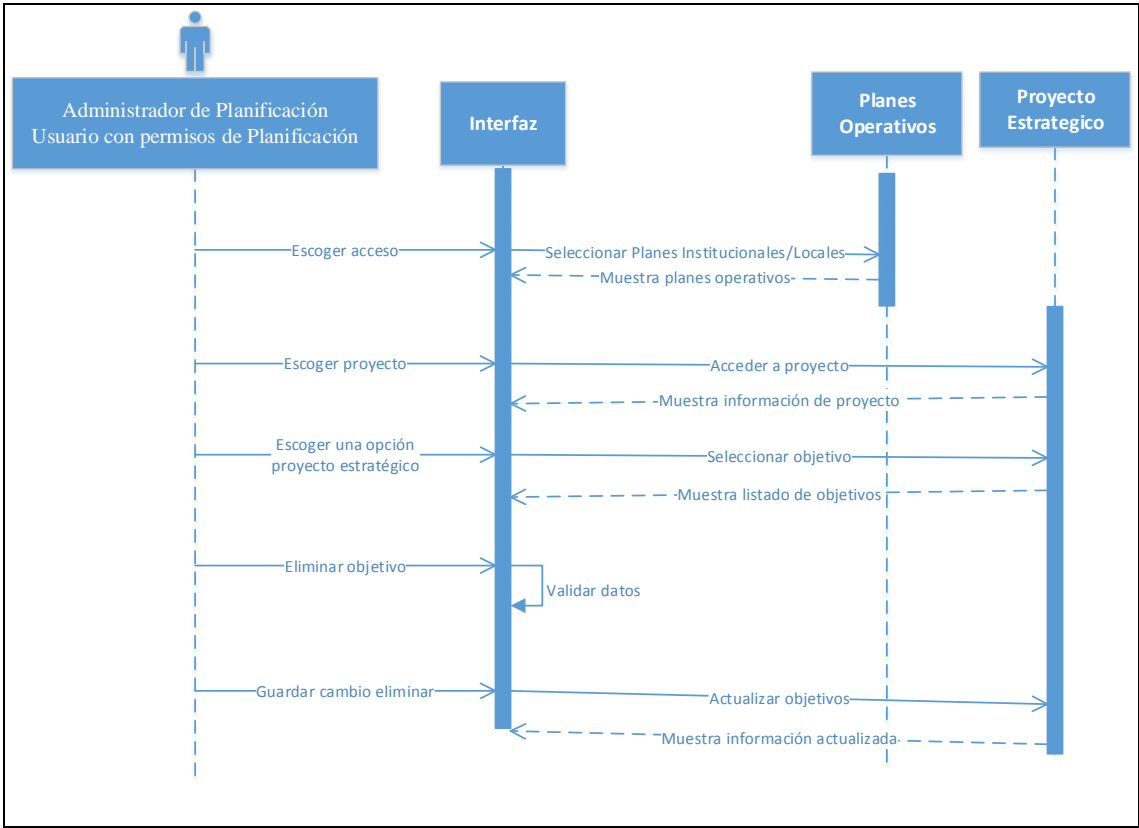 Administrador de Planificación
Usuario con permisos de Planificación
Interfaz
Planes
Operativos
Proyecto
Estrategico
Escoger acceso
Seleccionar Planes Institucionales/Locales
Muestra planes operativos
Escoger proyecto
Acceder a proyecto
Muestra información de proyecto
Escoger una opción
proyecto estratégico
Seleccionar objetivo
Muestra listado de objetivos
Eliminar objetivo
Validar datos
Guardar cambio eliminar
Actualizar objetivos
Muestra información actualizada